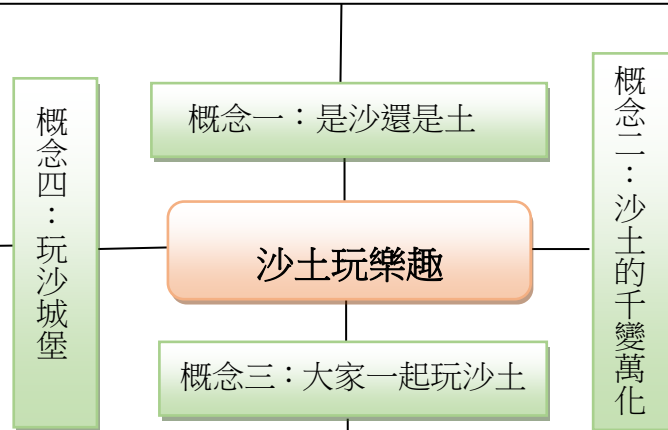 概念一：是沙還是土
概念二：沙土的千變萬化
沙土玩樂趣
概念四：玩沙城堡
概念三：大家一起玩沙土